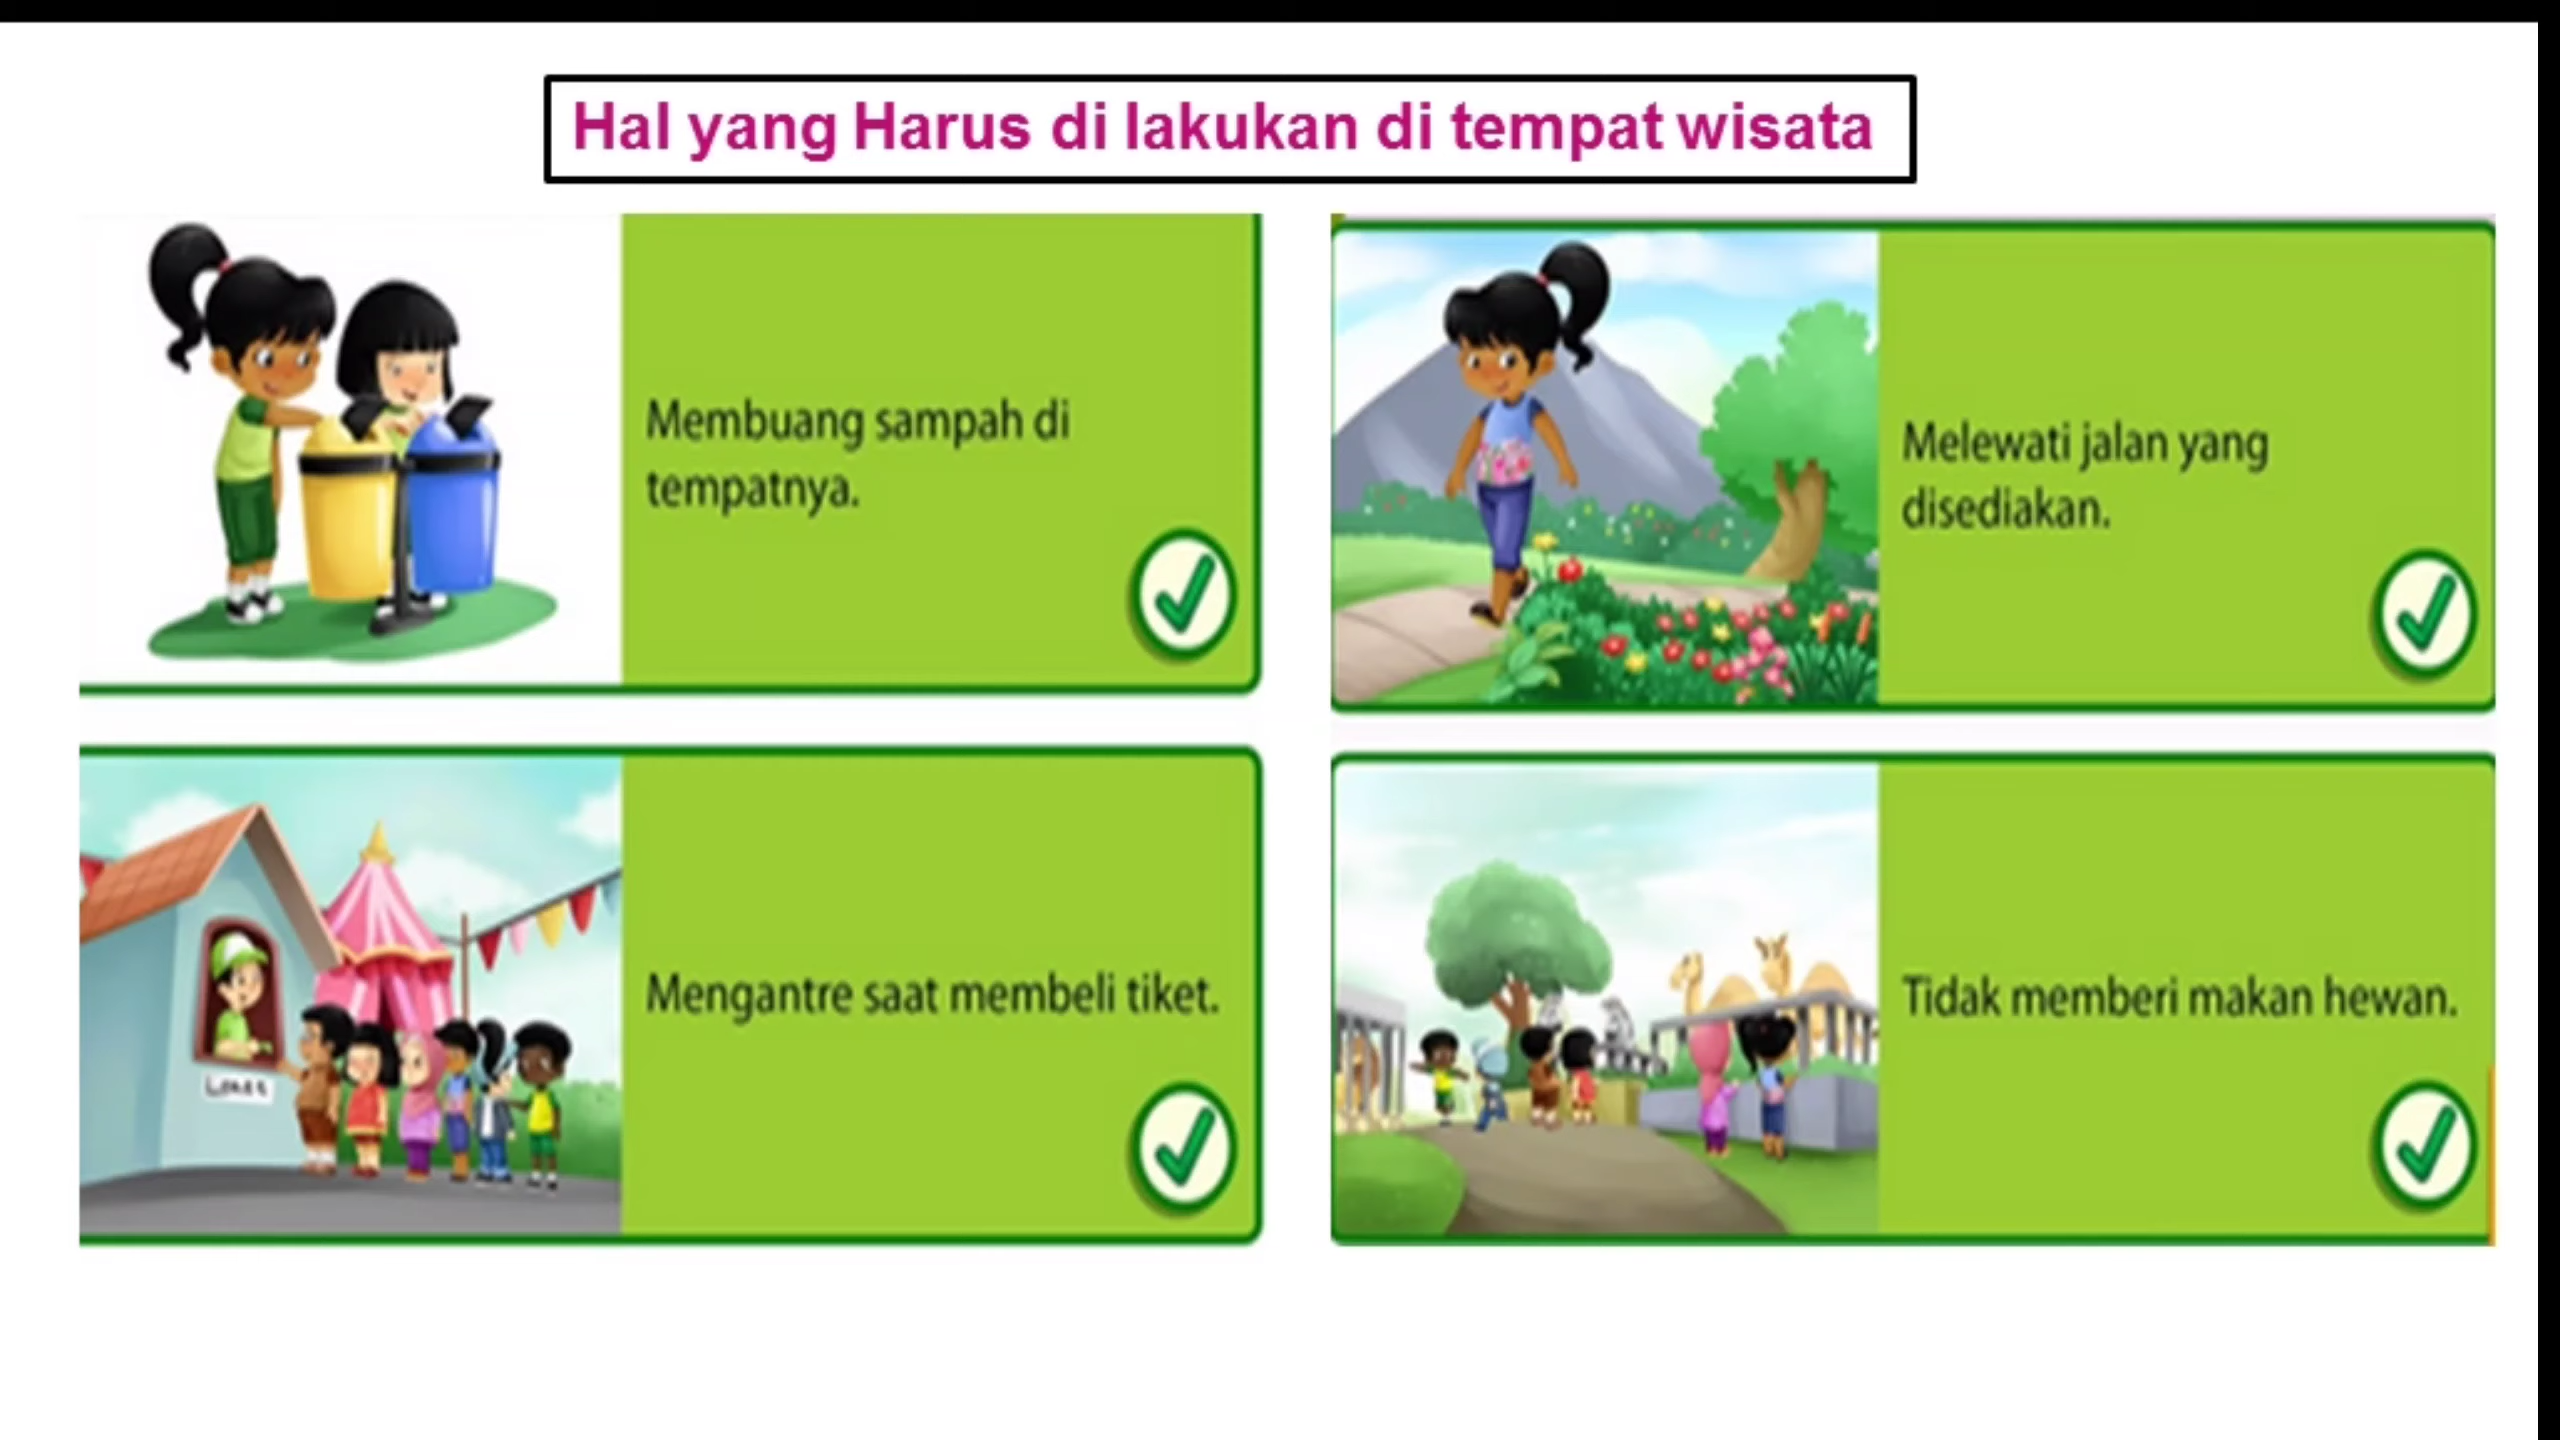 Hal yang Harus di lakukan di tempat wisata
Membuang sampah di
tempatnya.
Melewati jalan yang
disediakan.
Mengantre saat membeli tiket.
Tidak memberi makan hewan.